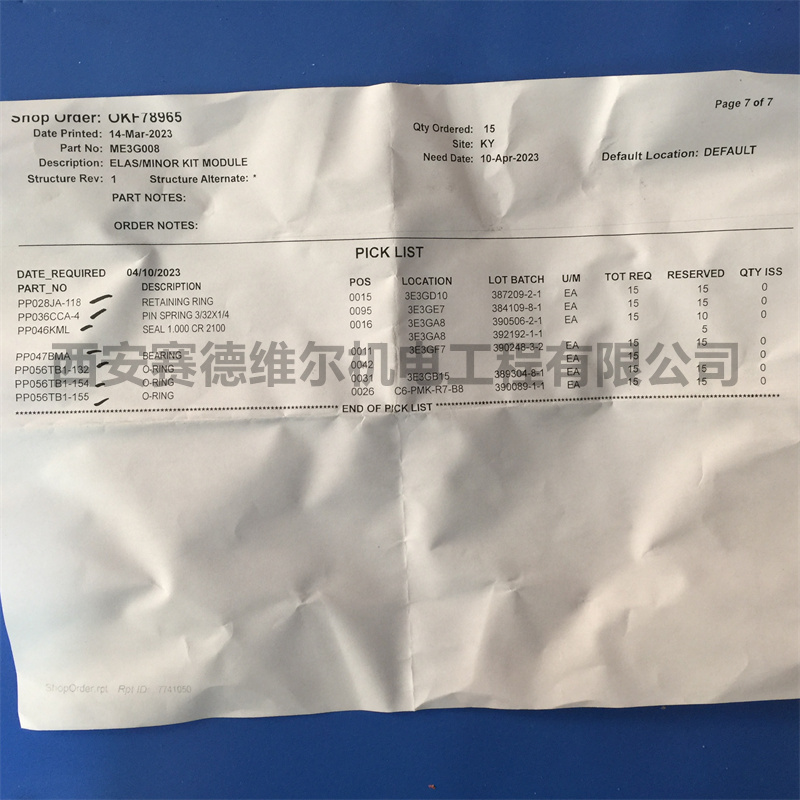 Shop Order: OKF78965
Page 7 of 7
Date Printed: 14-Mar-2023
Qty Ordered: 15
Part No: ME3G008
Site: KY
Description: ELAS/MINOR KIT MODULE
Need Date: 10-Apr-2023
Default Location: DEFAULT
Structure Rev: 1 Structure Alternate: *
PART NOTES:
ORDER NOTES:
PICK LIST
DATE_REQUIRED 04/10/2023
PART_NO DESCRIPTION POS LOCATION LOT BATCH U/M TOT REQ RESERVED QTY ISS
PP028JA-118 RETAINING RING 0015 3E3GD10 387209-2-1 EA 15 15 0
PP036CCA-4 PIN SPRING 3/32X1/4 0095 3E3GE7 384109-8-1 EA 15 15 0
PP046KML SEAL 1.000 CR 2100 0016 3E3GA8 390506-2-1 EA 15 10 0
3E3GA8 392192-1-1 5
PP047BMA BEARING 0011 3E3GF7 390248-3-2 EA 15 15 0
PP056TB1-132 O-RING 0042 EA 15 0
PP056TB1-154 O-RING 0031 3E3GB15 389304-8-1 EA 15 15 0
PP056TB1-155 O-RING 0026 C6-PMK-R7-B8 390089-1-1 EA 15 15 0
END OF PICK LIST
西安赛德维尔机电工程有限公司
ShopOrder.rpt Rpt ID: 7741050